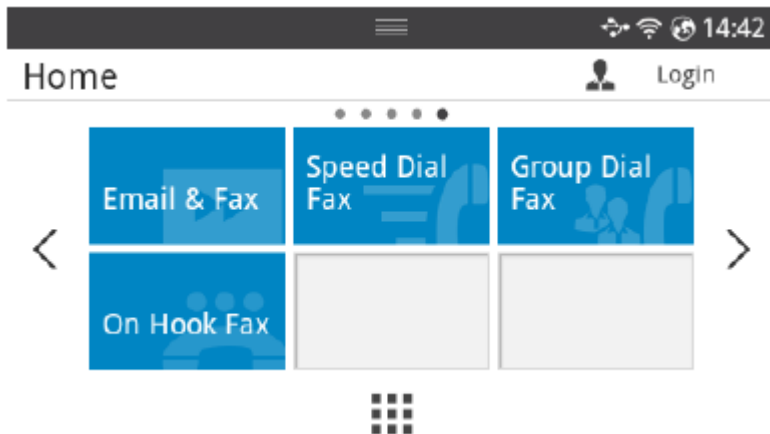 14:42
Home
Login
Email & Fax
Speed Dial
Fax
Group Dial
Fax
On Hook Fax